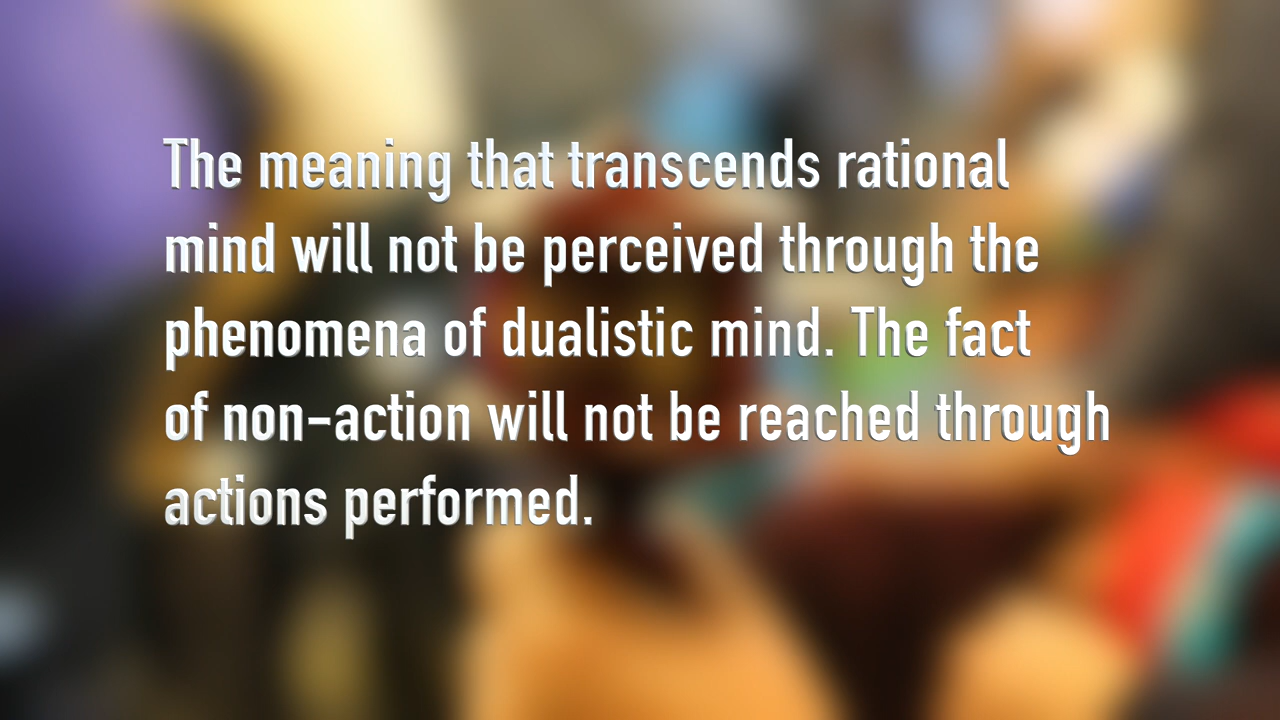 The meaning that transcends rational
mind will not be perceived through the
phenomena of dualistic mind. The fact
of non-action will not be reached through
actions performed.